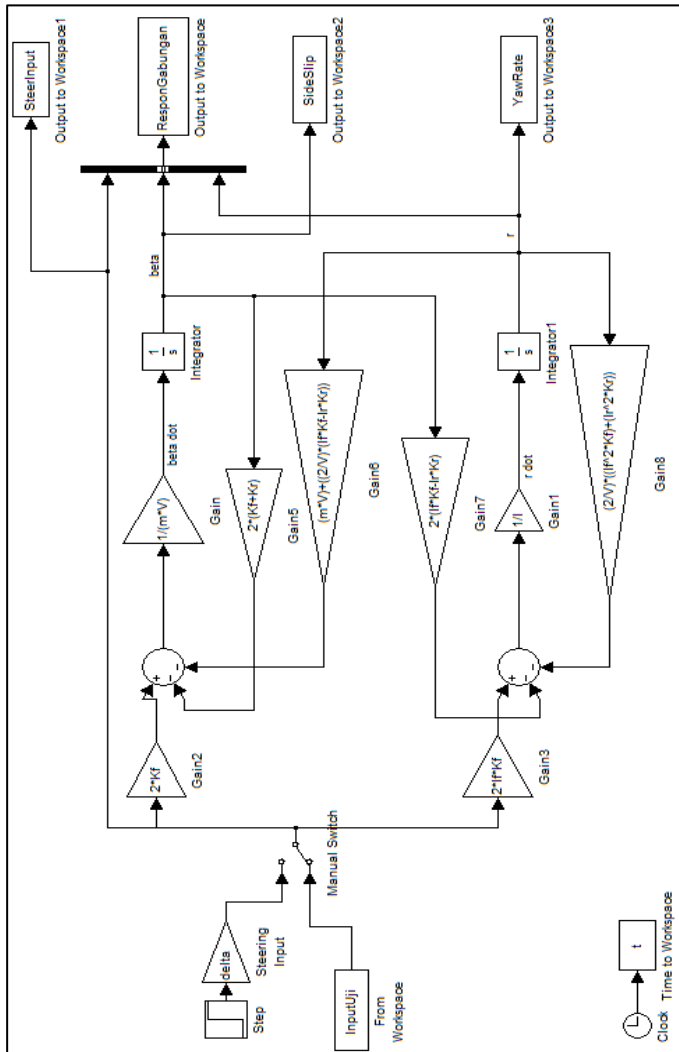 SteerInput
Output to Workspace1
ResponGabungan
Output to Workspace
SideSlip
Output to Workspace2
YawRate
Output to Workspace3
beta
r
1
s
Integrator
1
s
Integrator1
beta dot
r dot
1/(m*V)
Gain
2*(Kf+Kr)
Gain5
(m*V)+((2/V)*(lf*Kf-lr*Kr))
Gain6
2*(lf*Kf-lr*Kr)
Gain7
1/I
Gain1
(2/V)*((lf^2*Kf)+(lr^2*Kr))
Gain8
+
−
−
+
−
−
2*Kf
Gain2
2*lf*Kf
Gain3
Manual Switch
delta
Steering
Input
Step
InputUji
From
Workspace
Clock
t
Time to Workspace